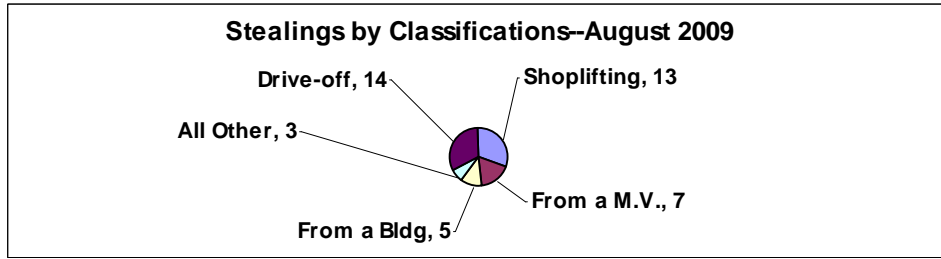 Stealings by Classifications--August 2009
Drive-off, 14
Shoplifting, 13
All Other, 3
From a M.V., 7
From a Bldg, 5